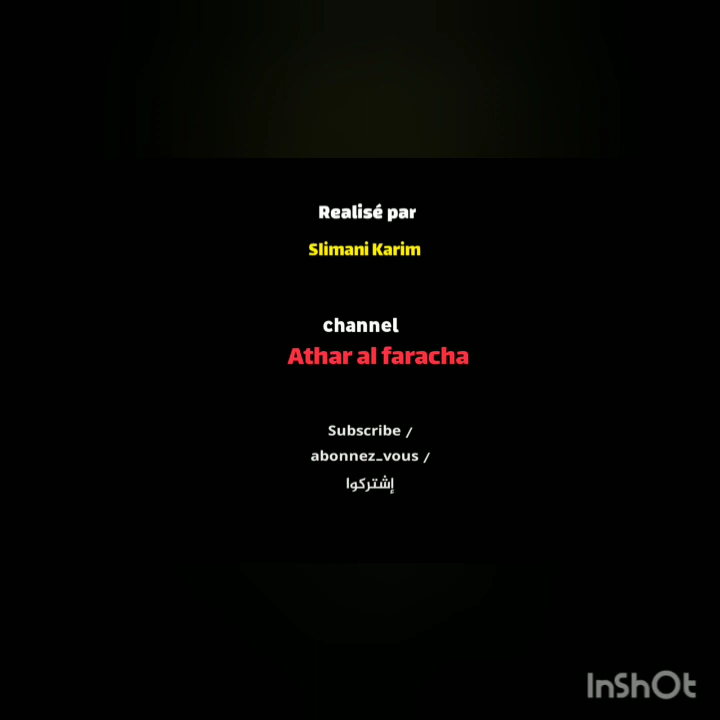 Realisé par
Slimani Karim
channel
Athar al faracha
Subscribe /
abonnez_vous /
إشتركوا
InShOt